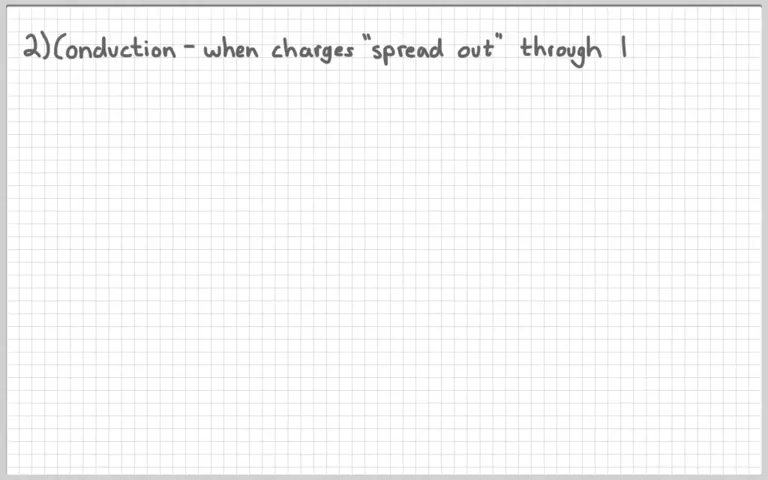 2) Conduction - when charges "spread out" through